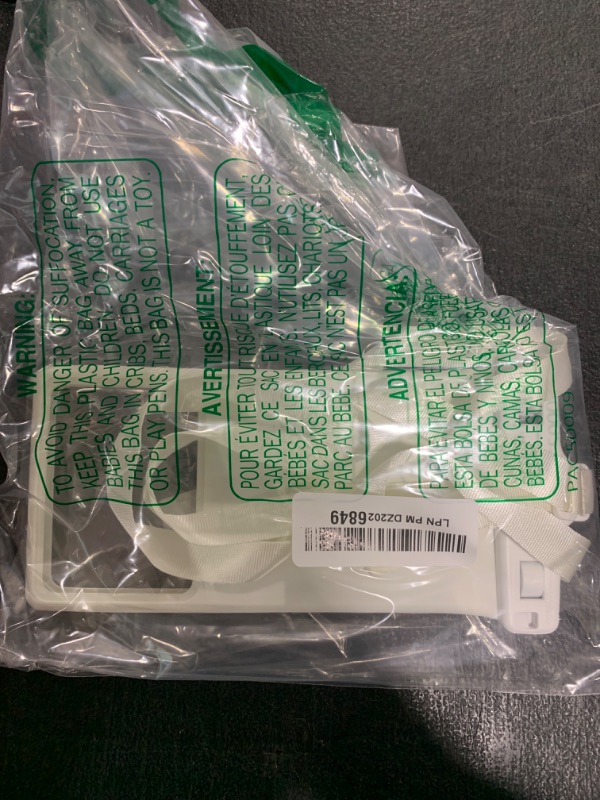 WARNING:
TO AVOID DANGER OF SUFFOCATION,
KEEP THIS PLASTIC BAG AWAY FROM
BABIES AND CHILDREN. DO NOT USE
THIS BAG IN CRIBS, BEDS, CARRIAGES
OR PLAY PENS. THIS BAG IS NOT A TOY.
AVERTISSEMENT:
POUR ÉVITER TOUT RISQUE D'ÉTOUFFEMENT,
GARDEZ CE SAC EN PLASTIQUE LOIN DES
BÉBÉS ET LES ENFANTS. N'UTILISEZ PAS CE
SAC DANS LES BERCEAUX, LITS, CHARIOTS
PARC AU BÉBÉ. CE SAC N'EST PAS UN
ADVERTENCIAS:
PARA EVITAR EL PELIGRO DE
ESTA BOLSA DE PLÁSTICO
DE BEBÉS Y NIÑOS. NO USAR
CUNAS, CAMAS, CARRIOLAS
BEBÉS. ESTA BOLSA
LPN PM DZ2026849